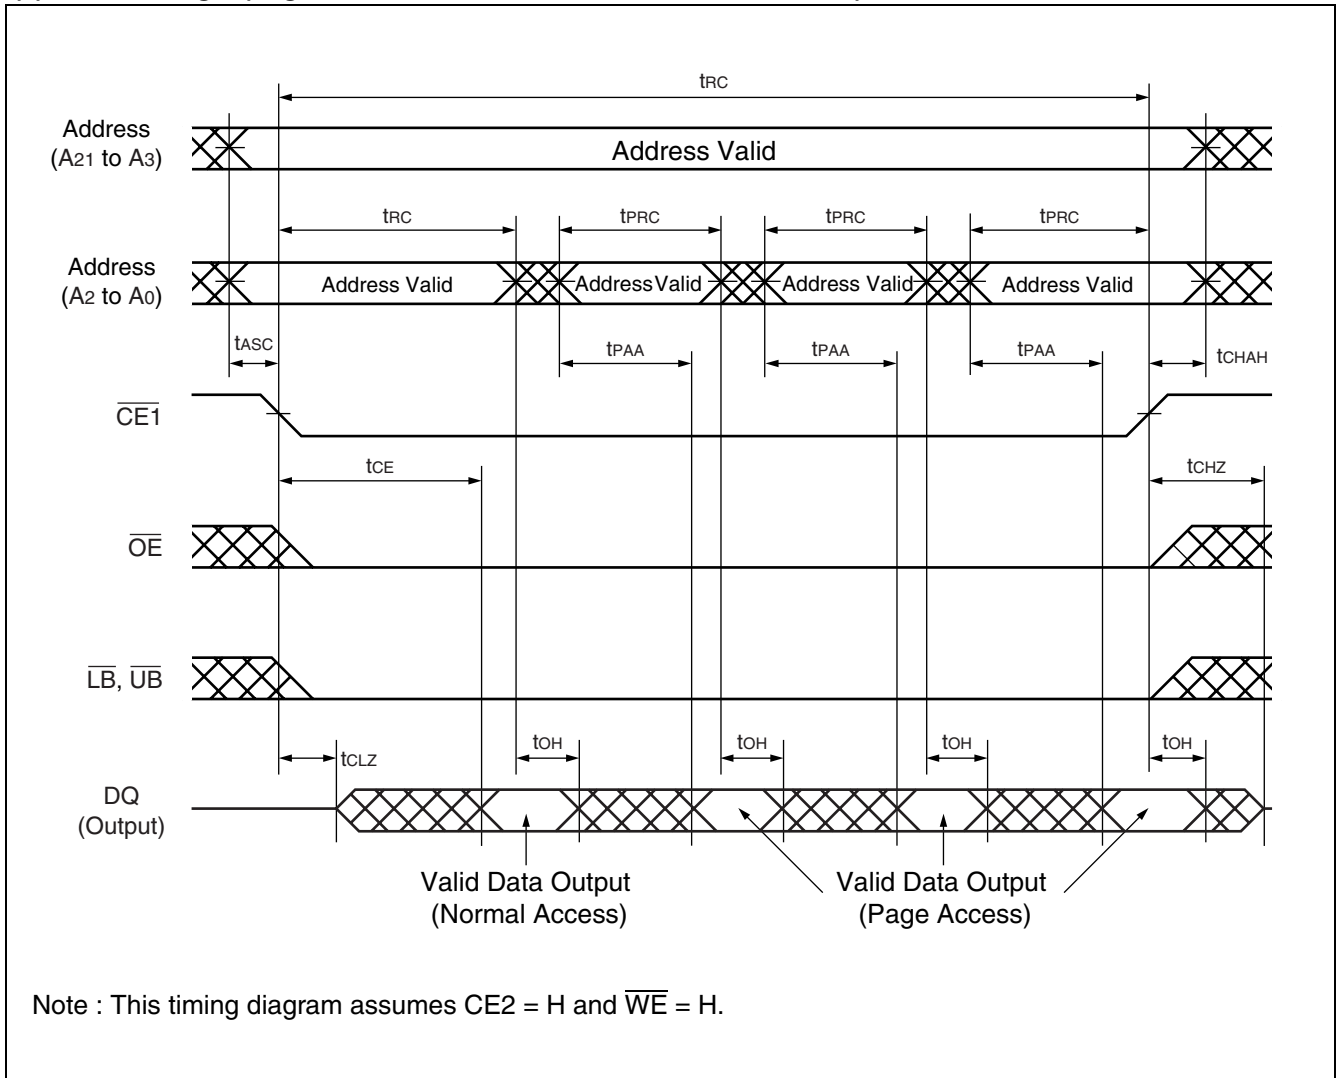 tRC
Address
(A21 to A3)
Address Valid
tRC
tPRC
tPRC
tPRC
Address
(A2 to A0)
Address Valid
Address Valid
Address Valid
Address Valid
tASC
tPAA
tPAA
tPAA
tCHAH
CE1
tCE
tCHZ
OE
LB, UB
tCLZ
tOH
tOH
tOH
tOH
DQ
(Output)
Valid Data Output
(Normal Access)
Valid Data Output
(Page Access)
Note : This timing diagram assumes CE2 = H and WE = H.